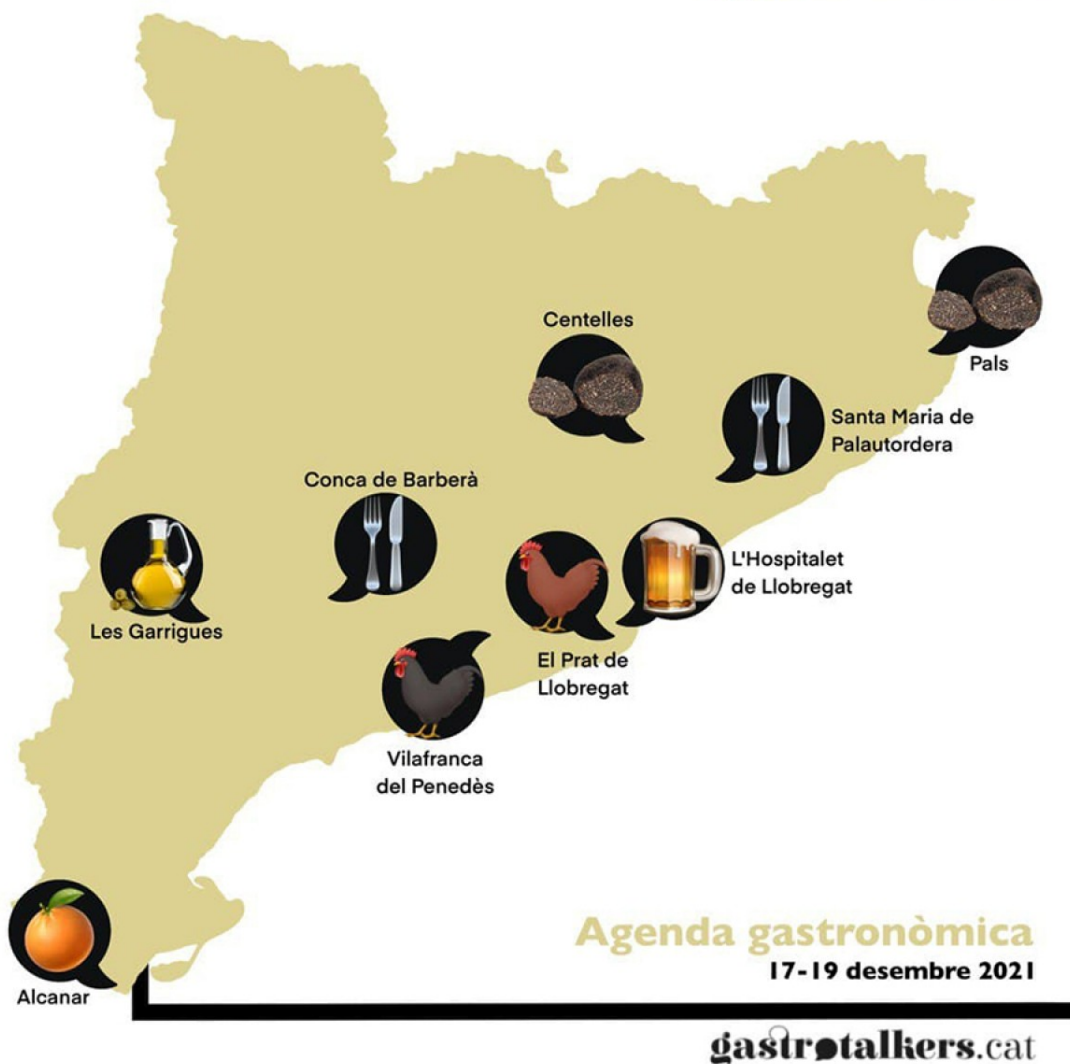 Centelles
Pals
Santa Maria de
Palautordera
Conca de Barberà
L'Hospitalet
de Llobregat
Les Garrigues
El Prat de
Llobregat
Vilafranca
del Penedès
Alcanar
Agenda gastronòmica
17-19 desembre 2021
gastrotalkers.cat